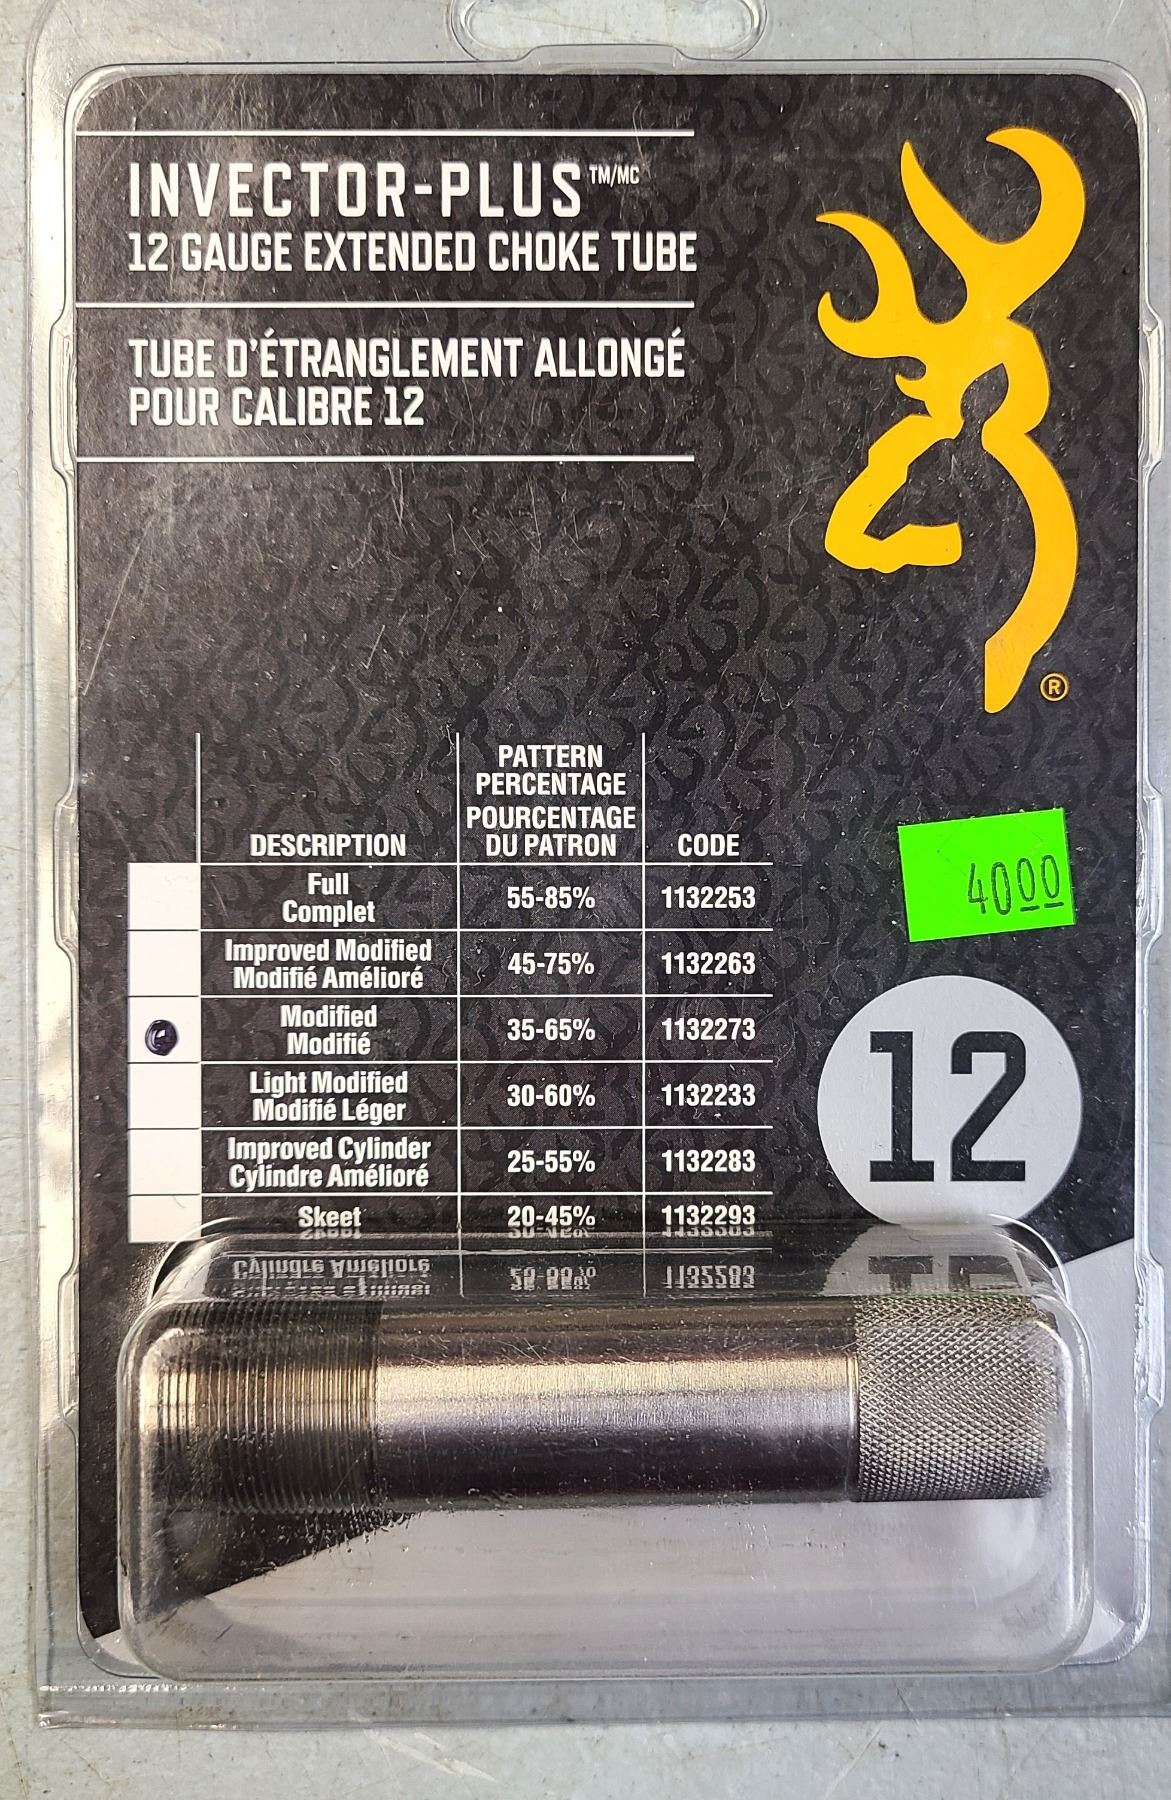 INVECTOR-PLUS™/MC
12 GAUGE EXTENDED CHOKE TUBE
TUBE D'ÉTRANGLEMENT ALLONGÉ
POUR CALIBRE 12
®
DESCRIPTION PATTERN PERCENTAGE POURCENTAGE DU PATRON CODE
Full Complet 55-85% 1132253
Improved Modified Modifié Amélioré 45-75% 1132263
Modified Modifié 35-65% 1132273
Light Modified Modifié Léger 30-60% 1132233
Improved Cylinder Cylindre Amélioré 25-55% 1132283
Skeet 20-45% 1132293
4000
12